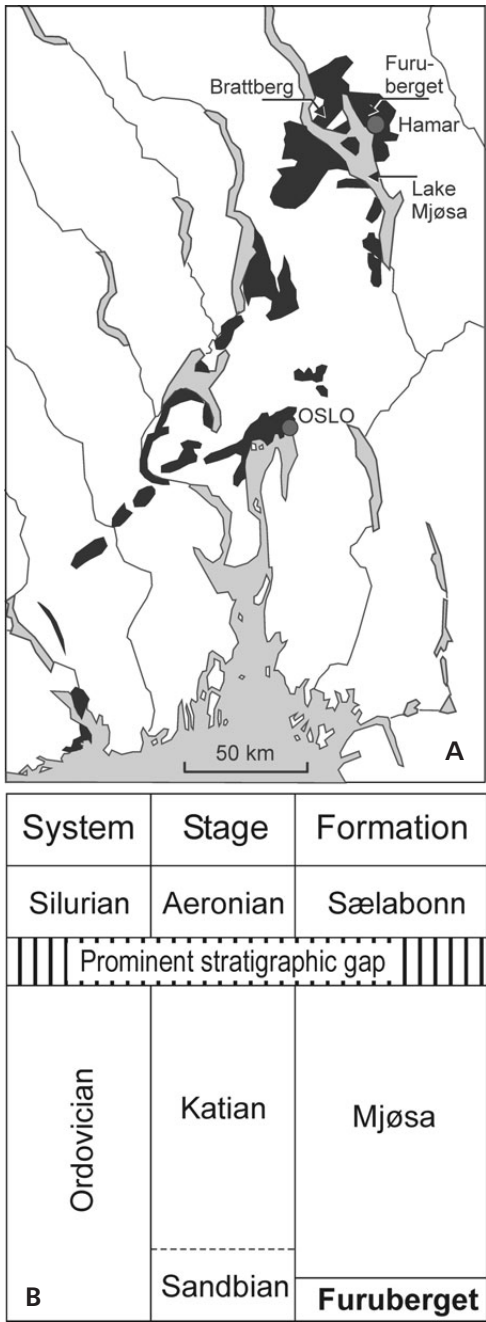 Brattberg
Furu-
berget
Hamar
Lake
Mjøsa
OSLO
50 km
A
System
Stage
Formation
Silurian
Aeronian
Sælabonn
Prominent stratigraphic gap
Ordovician
Katian
Mjøsa
Sandbian
Furuberget
B